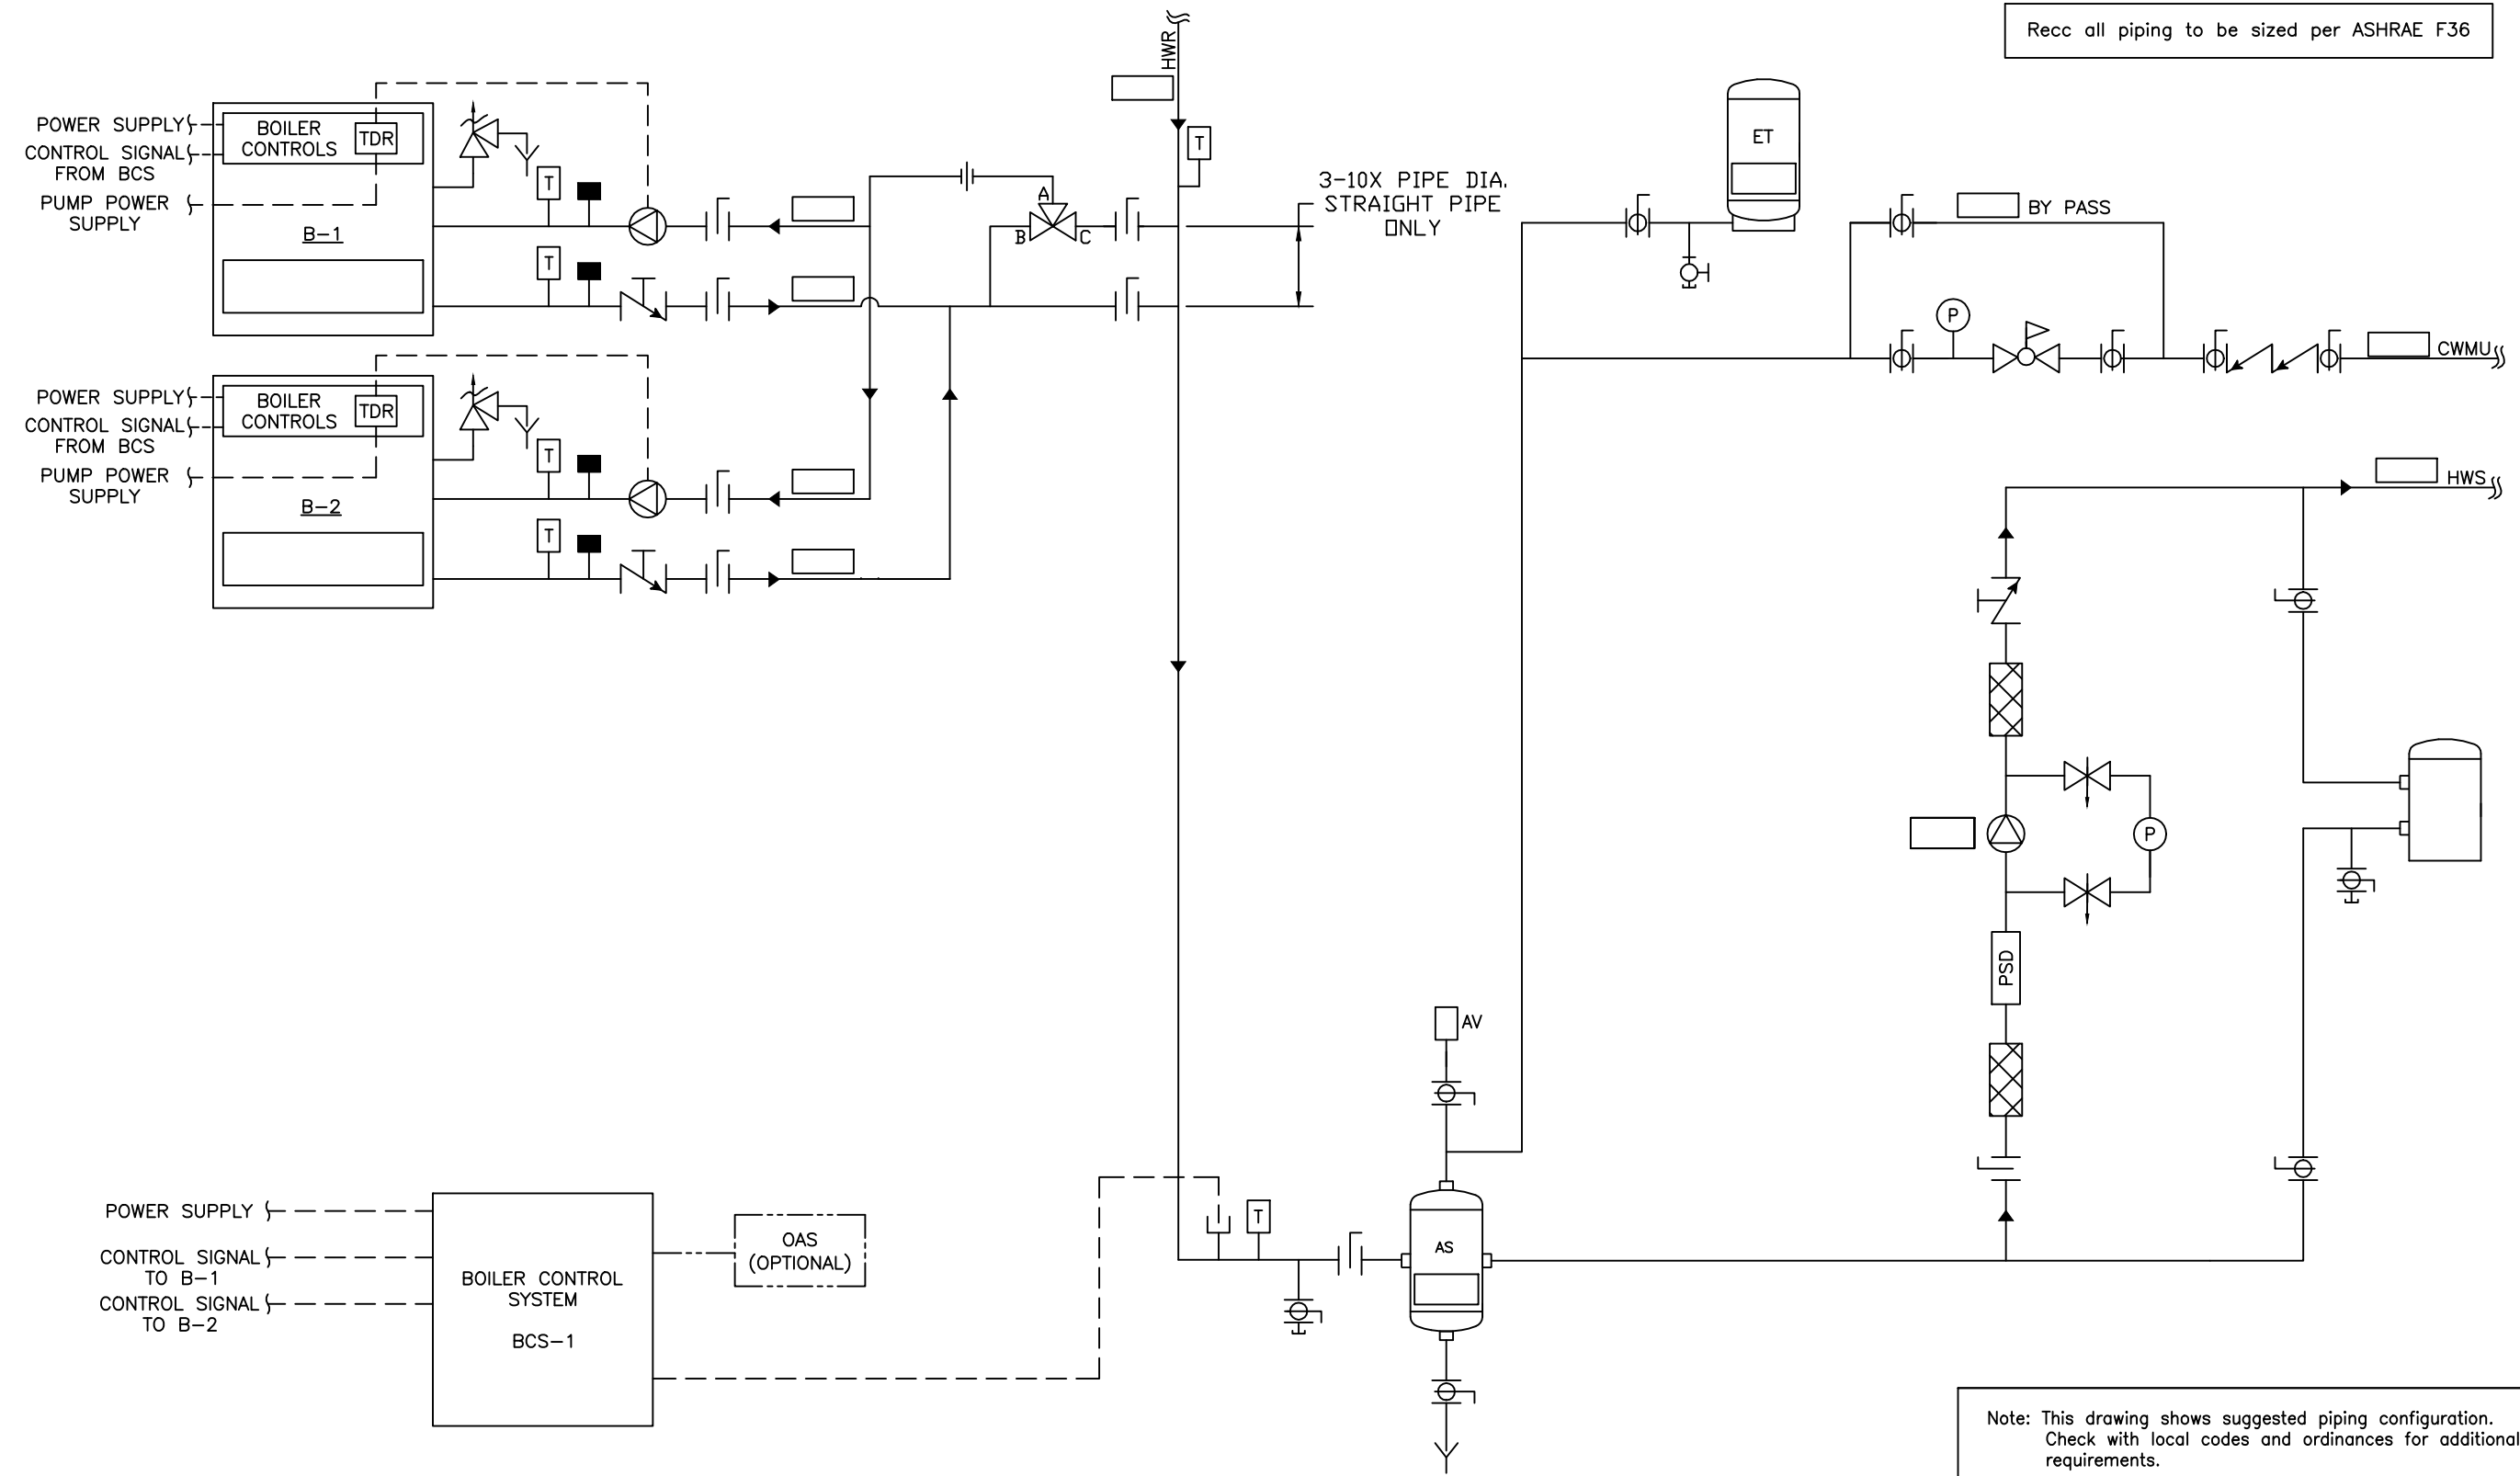 Recc all piping to be sized per ASHRAE F36
HWR
POWER SUPPLY
CONTROL SIGNAL
FROM BCS
PUMP POWER
SUPPLY
BOILER
CONTROLS
TDR
B-1
T
T
A
B
C
T
3-10X PIPE DIA.
STRAIGHT PIPE
ONLY
ET
BY PASS
P
CWMU
POWER SUPPLY
CONTROL SIGNAL
FROM BCS
PUMP POWER
SUPPLY
BOILER
CONTROLS
TDR
B-2
T
T
HWS
P
PSD
AV
POWER SUPPLY
CONTROL SIGNAL
TO B-1
CONTROL SIGNAL
TO B-2
BOILER CONTROL
SYSTEM
BCS-1
OAS
(OPTIONAL)
T
AS
Note: This drawing shows suggested piping configuration.
Check with local codes and ordinances for additional
requirements.